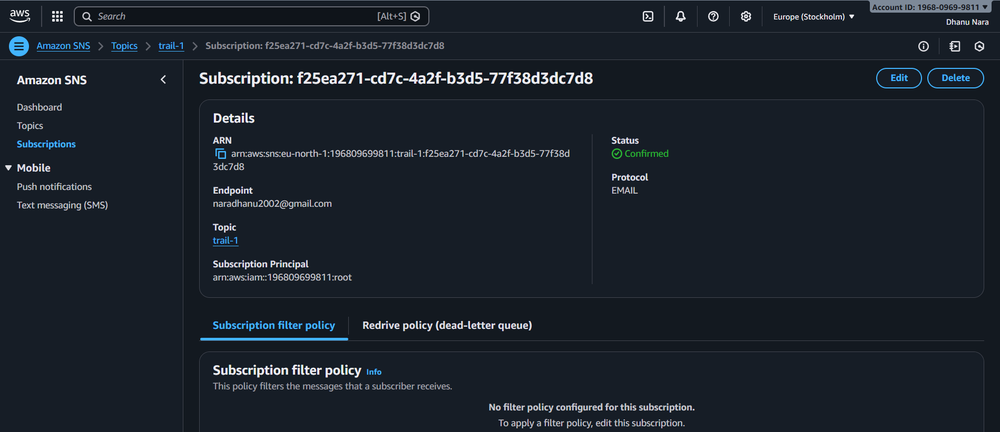 aws
Search
[Alt+S]
Europe (Stockholm)
Account ID: 1968-0969-9811
Dhanu Nara
Amazon SNS
Topics
trail-1
Subscription: f25ea271-cd7c-4a2f-b3d5-77f38d3dc7d8
Amazon SNS
Dashboard
Topics
Subscriptions
Mobile
Push notifications
Text messaging (SMS)
Subscription: f25ea271-cd7c-4a2f-b3d5-77f38d3dc7d8
Edit
Delete
Details
ARN
arn:aws:sns:eu-north-1:196809699811:trail-1:f25ea271-cd7c-4a2f-b3d5-77f38d
3dc7d8
Endpoint
naradhanu2002@gmail.com
Topic
trail-1
Subscription Principal
arn:aws:iam::196809699811:root
Status
Confirmed
Protocol
EMAIL
Subscription filter policy
Redrive policy (dead-letter queue)
Subscription filter policy Info
This policy filters the messages that a subscriber receives.
No filter policy configured for this subscription.
To apply a filter policy, edit this subscription.